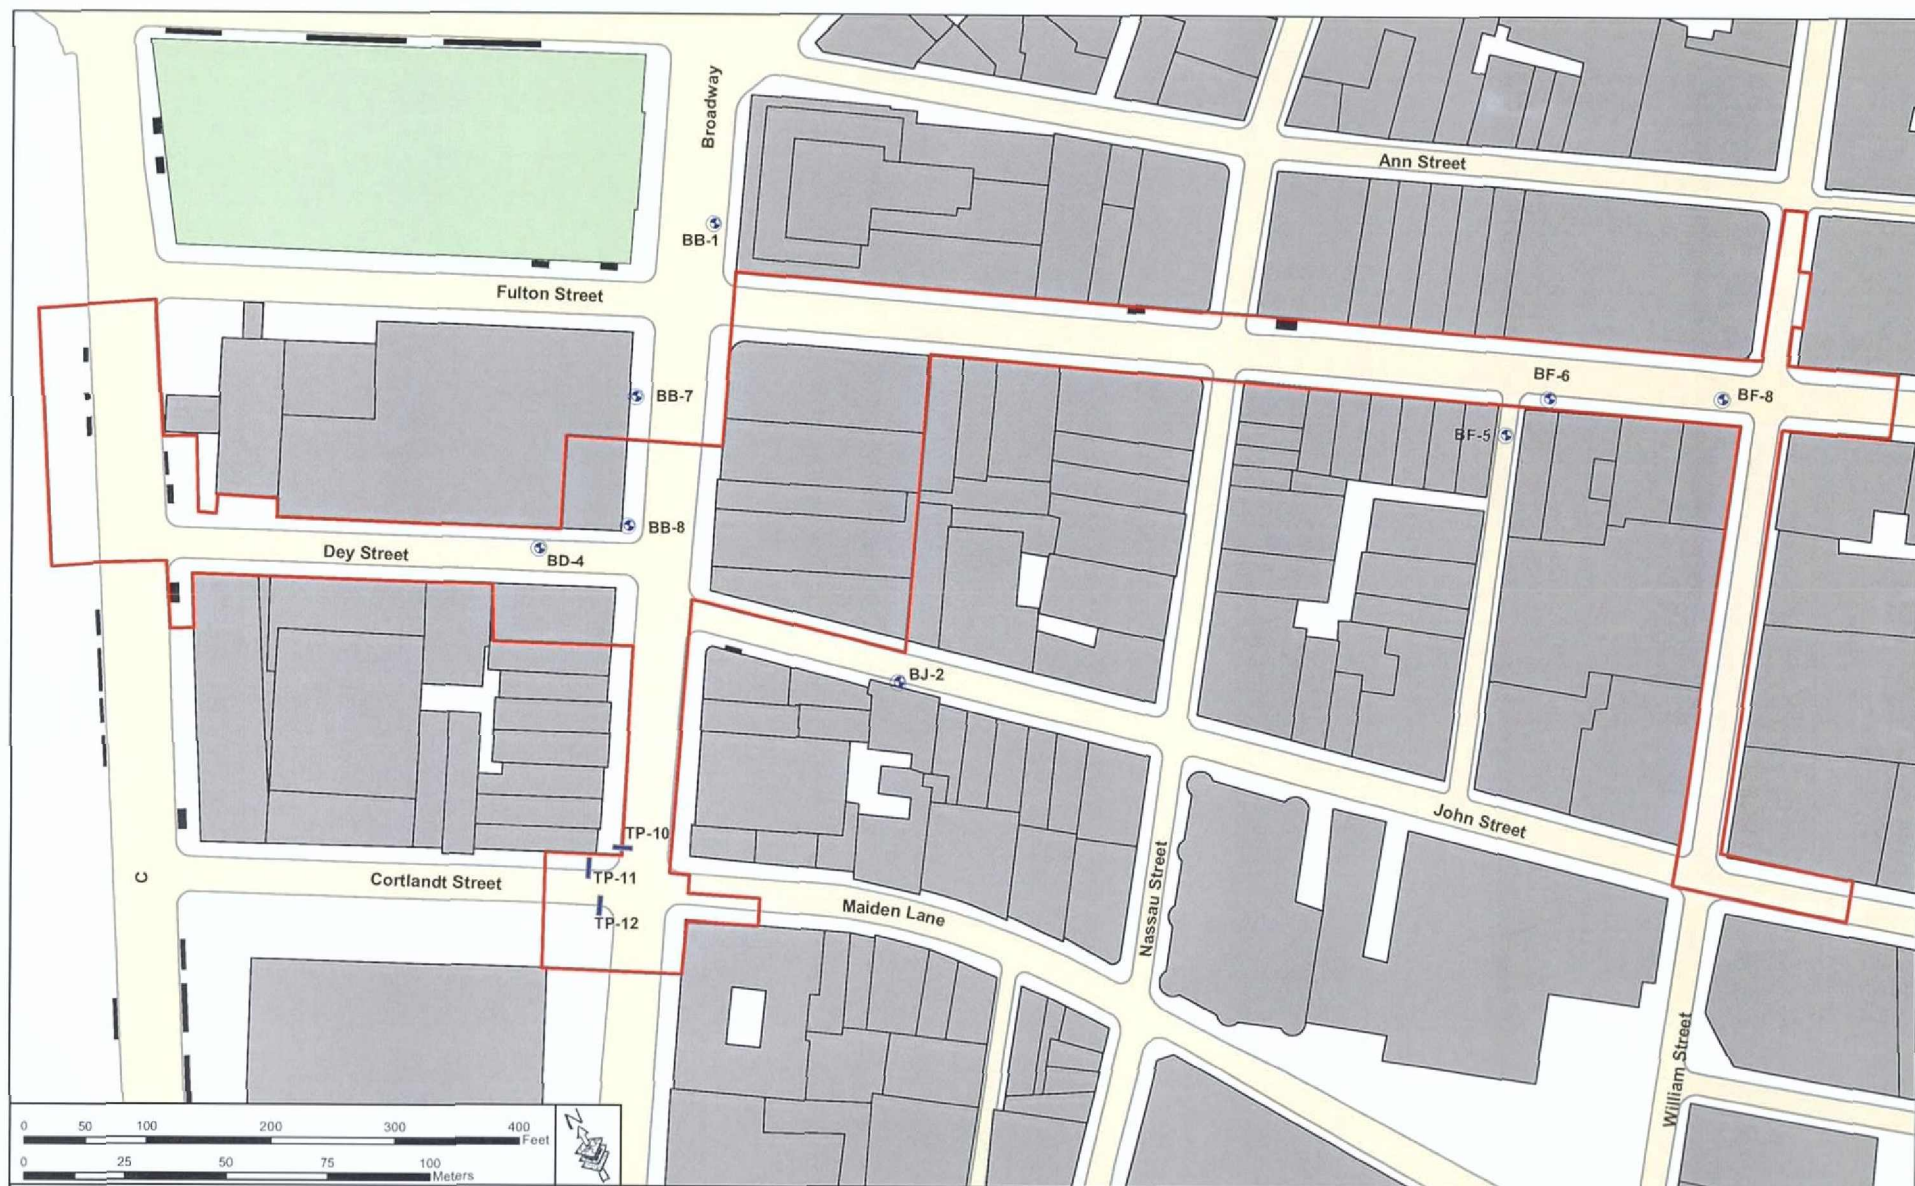 Broadway
Ann Street
BB-1
Fulton Street
BF-6
BB-7
BF-8
BF-5
BB-8
Dey Street
BD-4
BJ-2
John Street
TP-10
C
Cortlandt Street
TP-11
Maiden Lane
TP-12
Nassau Street
William Street
0 50 100 200 300 400
Feet
0 25 50 75 100
Meters
N